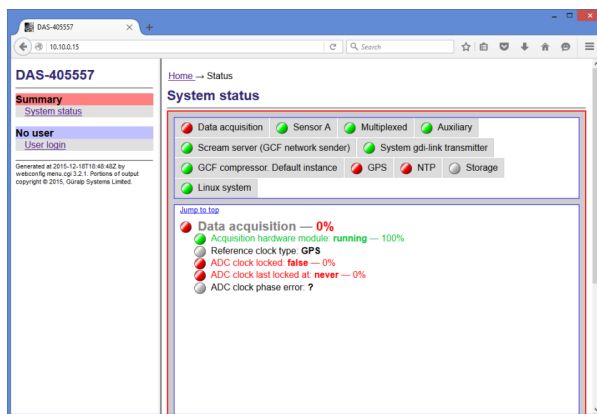 DAS-405557
10.10.0.15
Search
DAS-405557
Summary
System status
No user
User login
Generated at 2015-12-18T18:48:48Z by
webconfig menu.cgi 3.2.1. Portions of output
copyright © 2015, Güralp Systems Limited.
Home → Status
System status
Data acquisition Sensor A Multiplexed Auxiliary
Scream server (GCF network sender) System gdi-link transmitter
GCF compressor. Default instance GPS NTP Storage
Linux system
Jump to top
Data acquisition — 0%
Acquisition hardware module: running — 100%
Reference clock type: GPS
ADC clock locked: false — 0%
ADC clock last locked at: never — 0%
ADC clock phase error: ?